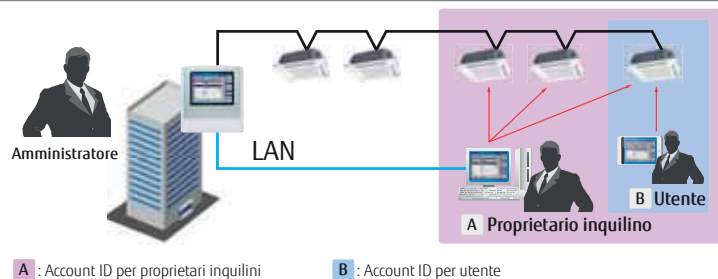 Amministratore
LAN
B Utente
A Proprietario inquilino
A : Account ID per proprietari inquilini
B : Account ID per utente